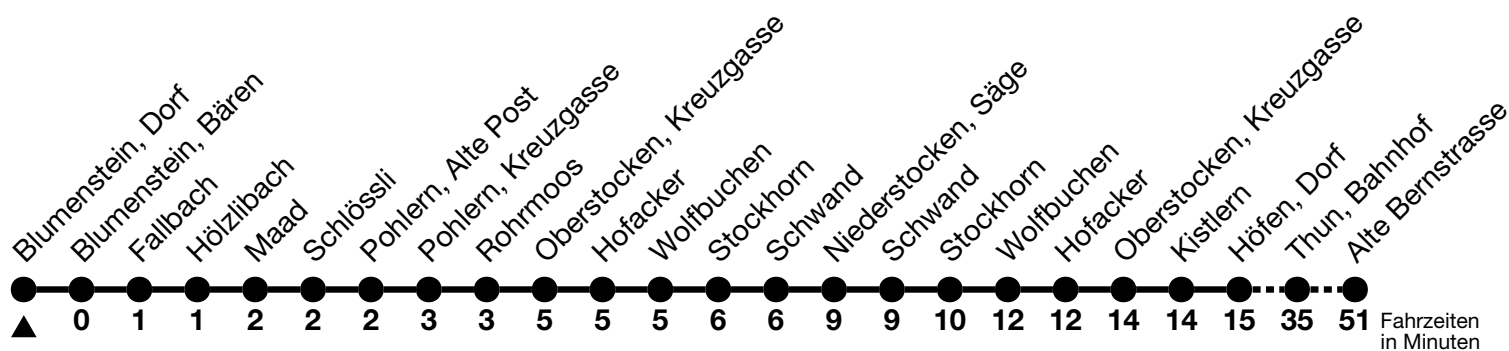 Blumenstein, Dorf
Blumenstein, Bären
Fallbach
Hölzlibach
Maad
Schlössli
Pohlern, Alte Post
Pohlern, Kreuzgasse
Rohrmoos
Oberstocken, Kreuzgasse
Hofacker
Wolfbuchen
Stockhorn
Schwand
Niederstocken, Säge
Schwand
Stockhorn
Wolfbuchen
Hofacker
Oberstocken, Kreuzgasse
Kistlern
Höfen, Dorf
Thun, Bahnhof
Alte Bernstrasse
0 1 1 2 2 2 3 3 5 5 5 6 6 9 9 10 12 12 14 14 15 35 51 Fahrzeiten
in Minuten